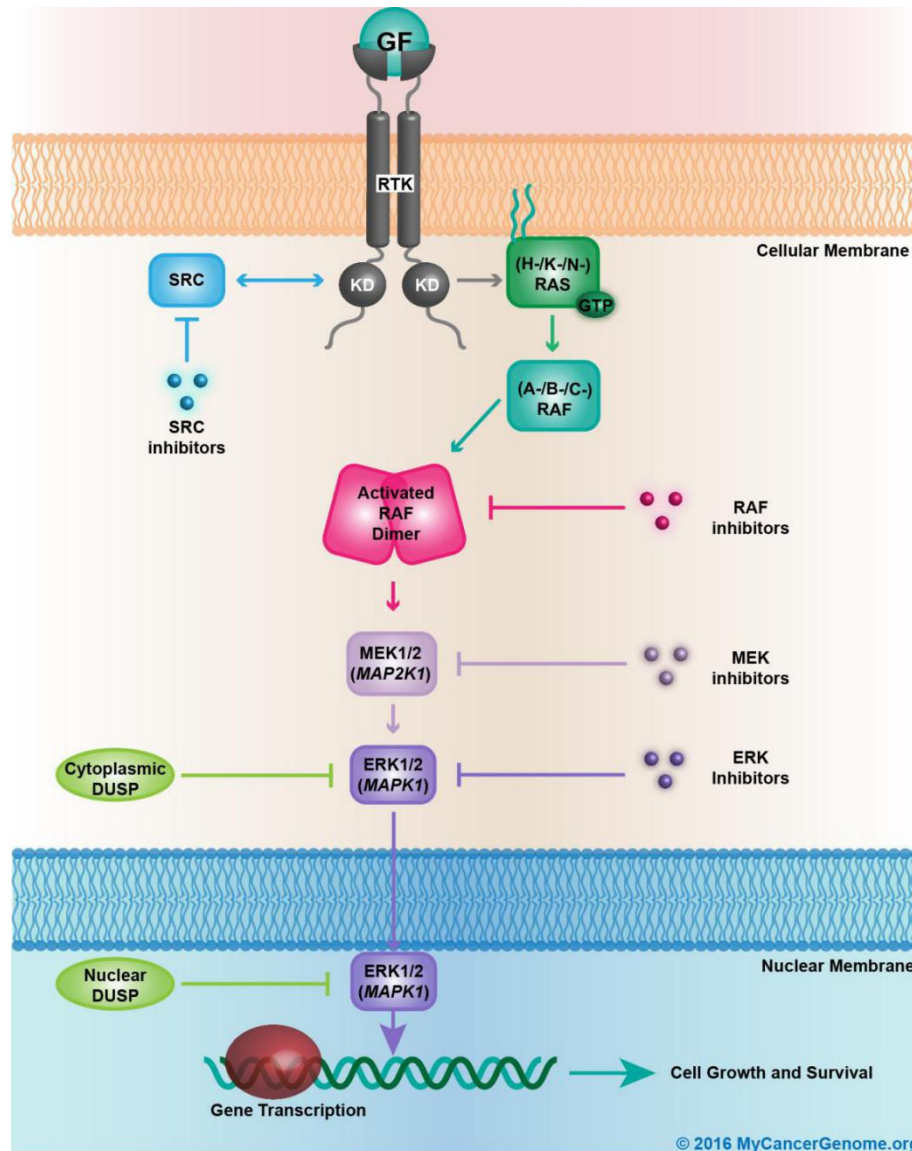 GF
RTK
Cellular Membrane
SRC
KD
KD
(H-/K-/N-)
RAS
GTP
(A-/B-/C-)
RAF
SRC
inhibitors
Activated
RAF
Dimer
RAF
inhibitors
MEK1/2
(MAP2K1)
MEK
inhibitors
Cytoplasmic
DUSP
ERK1/2
(MAPK1)
ERK
Inhibitors
Nuclear Membrane
Nuclear
DUSP
ERK1/2
(MAPK1)
Gene Transcription
Cell Growth and Survival
© 2016 MyCancerGenome.org